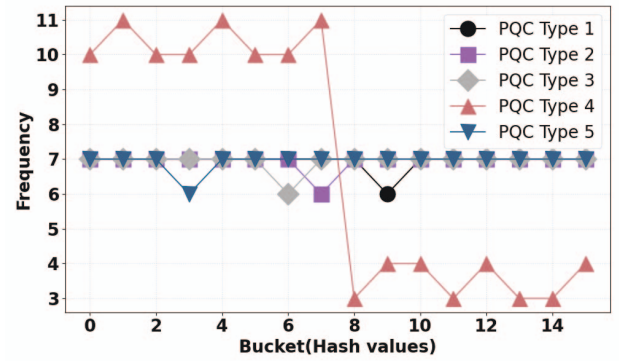 11
10
9
8
7
6
5
4
3
Frequency
0 2 4 6 8 10 12 14
Bucket(Hash values)
PQC Type 1
PQC Type 2
PQC Type 3
PQC Type 4
PQC Type 5